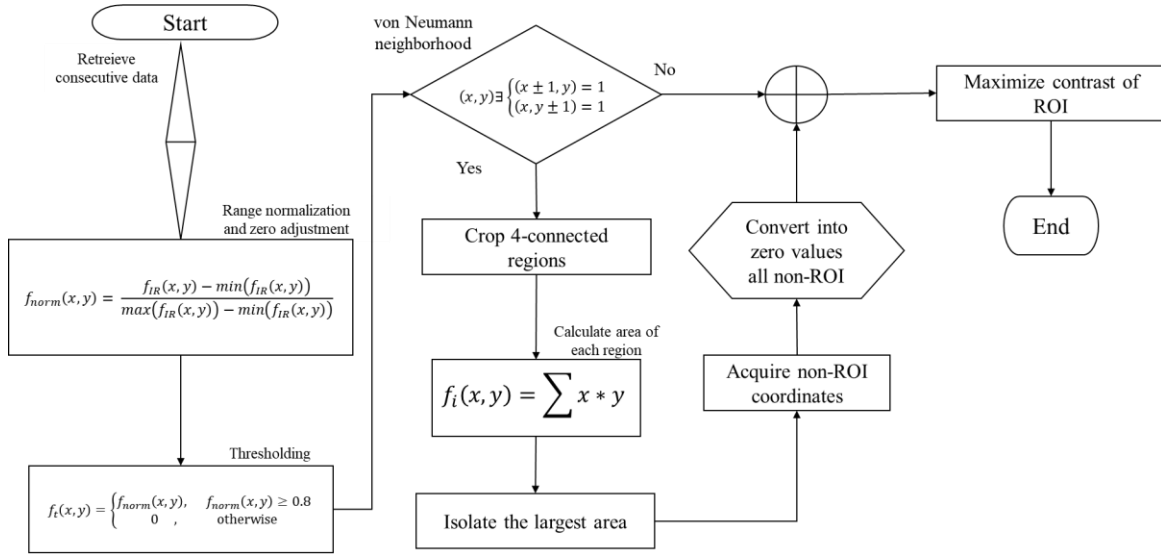 Start
Retreieve
consecutive data
Range normalization
and zero adjustment
f_norm(x, y) = (f_IR(x, y) − min(f_IR(x, y))) / (max(f_IR(x, y)) − min(f_IR(x, y)))
Thresholding
f_t(x, y) = { f_norm(x, y), f_norm(x, y) ≥ 0.8
0 , otherwise
von Neumann
neighborhood
(x, y)∃ { (x ± 1, y) = 1
(x, y ± 1) = 1
No
Yes
Crop 4-connected
regions
Calculate area of
each region
f_i(x, y) = ∑ x * y
Isolate the largest area
Acquire non-ROI
coordinates
Convert into
zero values
all non-ROI
Maximize contrast of
ROI
End